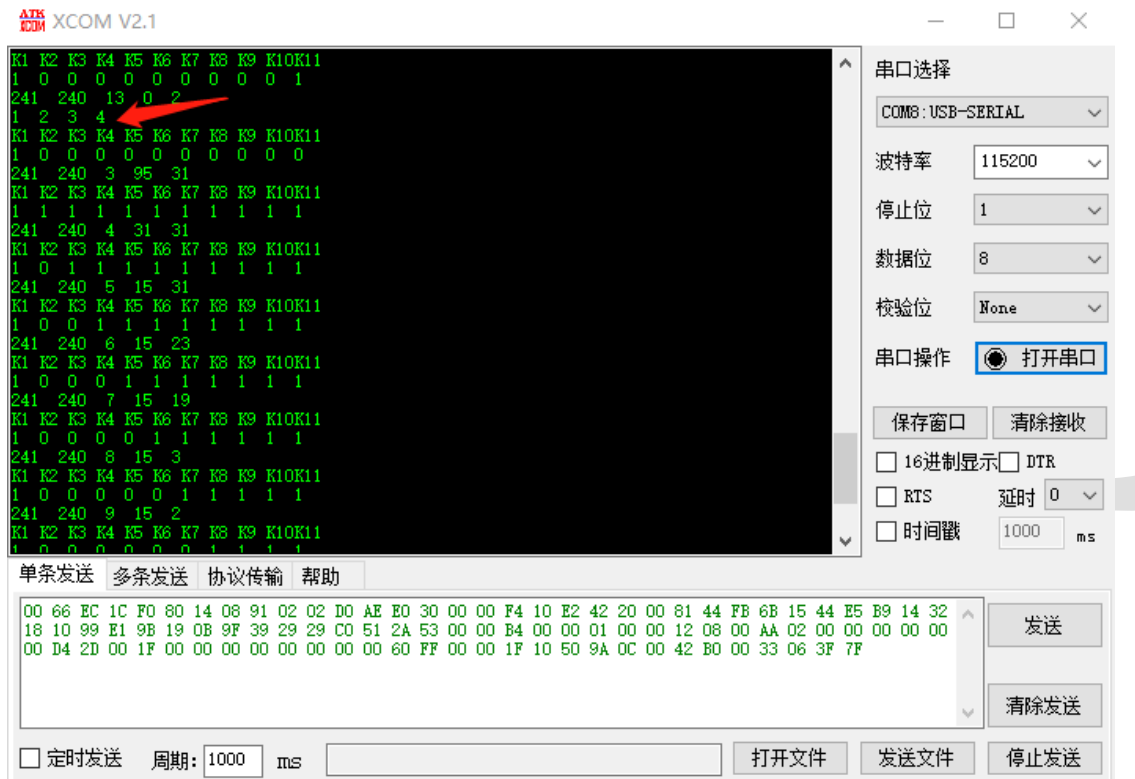 ATK XCOM XCOM V2.1
K1 K2 K3 K4 K5 K6 K7 K8 K9 K10K11
1 0 0 0 0 0 0 0 0 0 1
241 240 13 0 2
1 2 3 4
K1 K2 K3 K4 K5 K6 K7 K8 K9 K10K11
1 0 0 0 0 0 0 0 0 0 0
241 240 3 95 31
K1 K2 K3 K4 K5 K6 K7 K8 K9 K10K11
1 1 1 1 1 1 1 1 1 1 1
241 240 4 31 31
K1 K2 K3 K4 K5 K6 K7 K8 K9 K10K11
1 0 1 1 1 1 1 1 1 1 1
241 240 5 15 31
K1 K2 K3 K4 K5 K6 K7 K8 K9 K10K11
1 0 0 1 1 1 1 1 1 1 1
241 240 6 15 23
K1 K2 K3 K4 K5 K6 K7 K8 K9 K10K11
1 0 0 0 1 1 1 1 1 1 1
241 240 7 15 19
K1 K2 K3 K4 K5 K6 K7 K8 K9 K10K11
1 0 0 0 0 1 1 1 1 1 1
241 240 8 15 3
K1 K2 K3 K4 K5 K6 K7 K8 K9 K10K11
1 0 0 0 0 0 1 1 1 1 1
241 240 9 15 2
K1 K2 K3 K4 K5 K6 K7 K8 K9 K10K11
1 0 0 0 0 0 0 1 1 1 1
串口选择
COM8:USB-SERIAL
波特率 115200
停止位 1
数据位 8
校验位 None
串口操作 打开串口
保存窗口 清除接收
16进制显示 DTR
RTS 延时 0
时间戳 1000 ms
单条发送 多条发送 协议传输 帮助
00 66 EC 1C F0 80 14 08 91 02 02 D0 AE E0 30 00 00 F4 10 E2 42 20 00 81 44 FB 6B 15 44 E5 B9 14 32
18 10 99 E1 9B 19 0B 9F 39 29 29 C0 51 2A 53 00 00 B4 00 00 01 00 00 12 08 00 AA 02 00 00 00 00 00
00 D4 2D 00 1F 00 00 00 00 00 00 00 00 60 FF 00 00 1F 10 50 9A 0C 00 42 B0 00 33 06 3F 7F
发送
清除发送
定时发送 周期: 1000 ms 打开文件 发送文件 停止发送